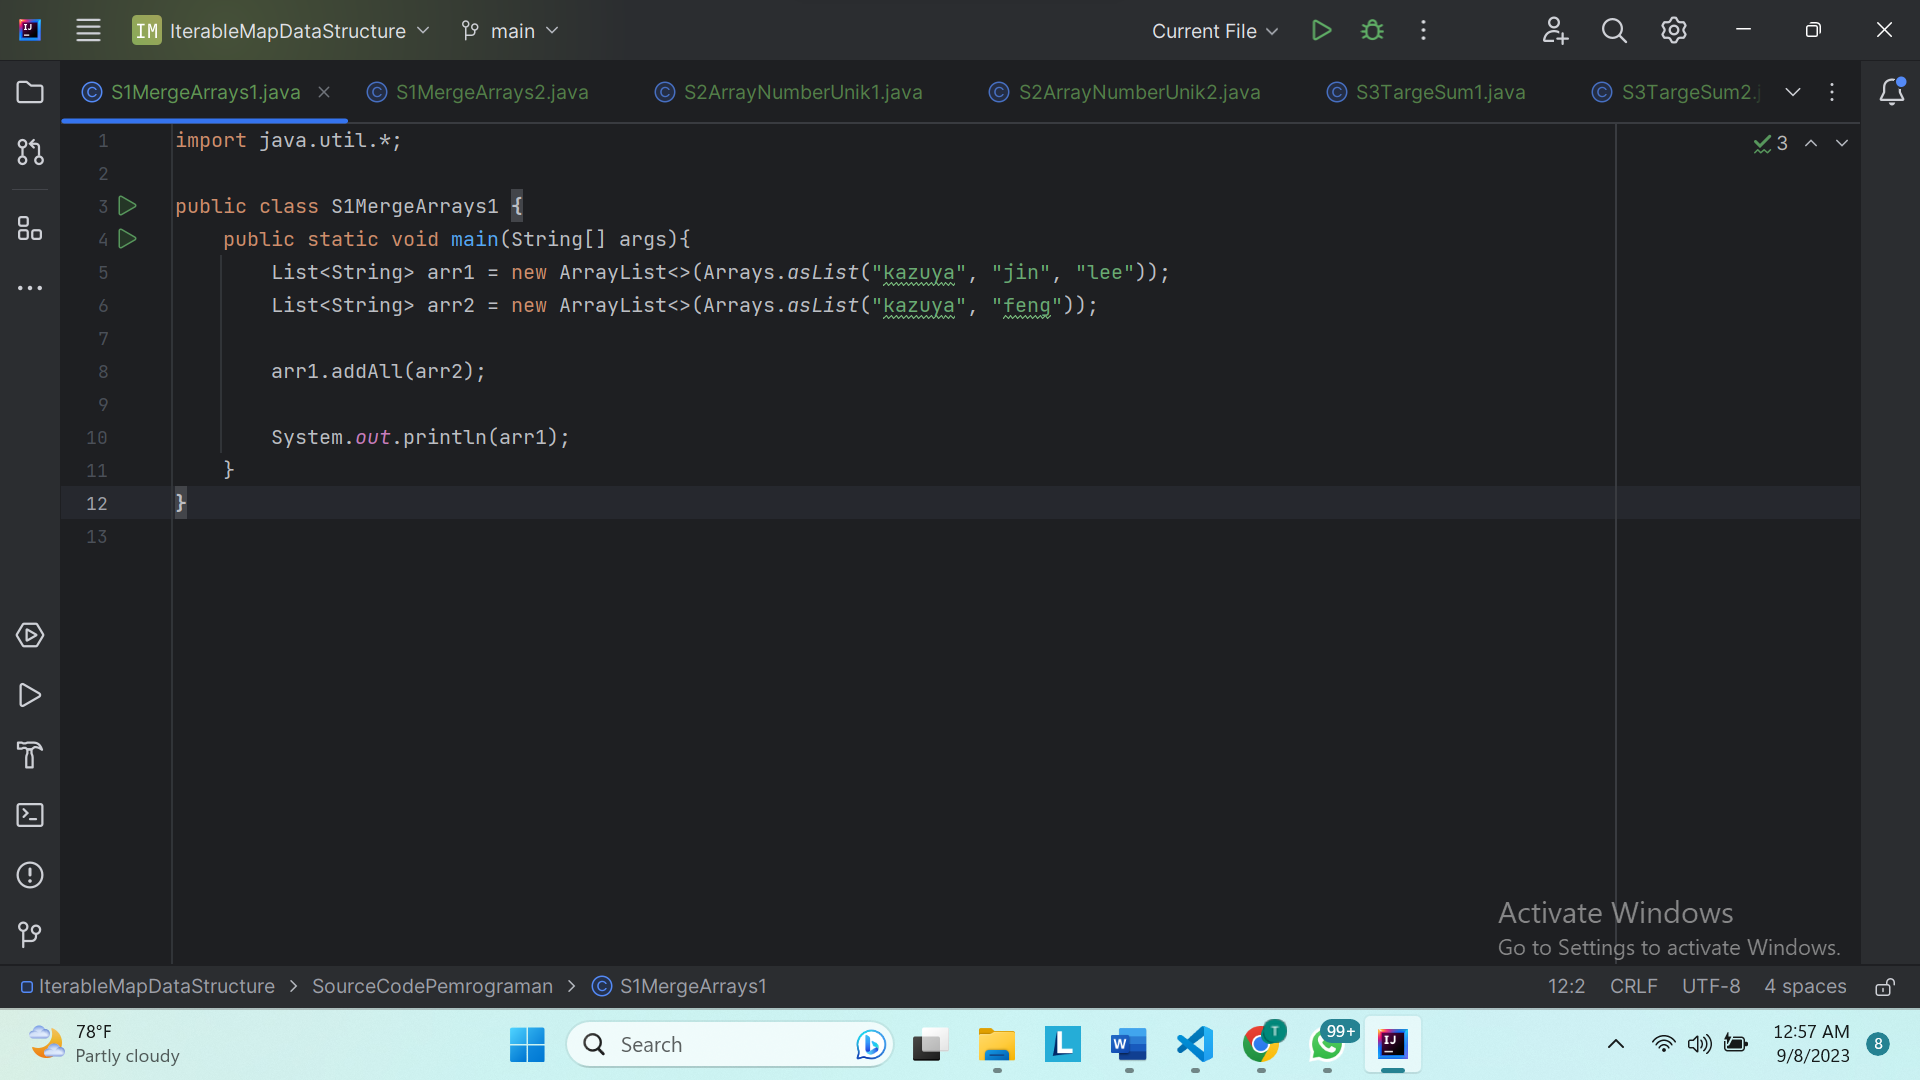 IM IterableMapDataStructure main Current File
S1MergeArrays1.java S1MergeArrays2.java S2ArrayNumberUnik1.java S2ArrayNumberUnik2.java S3TargeSum1.java S3TargeSum2.j
3
1 import java.util.*;
2
3 public class S1MergeArrays1 {
4 public static void main(String[] args){
5 List<String> arr1 = new ArrayList<>(Arrays.asList("kazuya", "jin", "lee"));
6 List<String> arr2 = new ArrayList<>(Arrays.asList("kazuya", "feng"));
7
8 arr1.addAll(arr2);
9
10 System.out.println(arr1);
11 }
12 }
13
Activate Windows
Go to Settings to activate Windows.
IterableMapDataStructure > SourceCodePemrograman > S1MergeArrays1 12:2 CRLF UTF-8 4 spaces
78°F
Partly cloudy
Search
99+
12:57 AM
9/8/2023
8